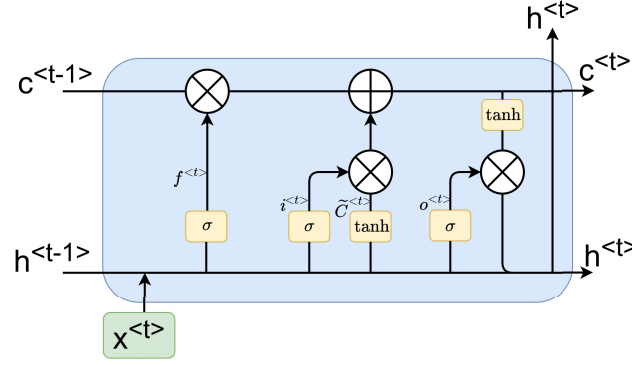 h<t>
c<t-1>
c<t>
tanh
f<t>
i<t>
C̃<t>
o<t>
σ
σ
tanh
σ
h<t-1>
h<t>
x<t>